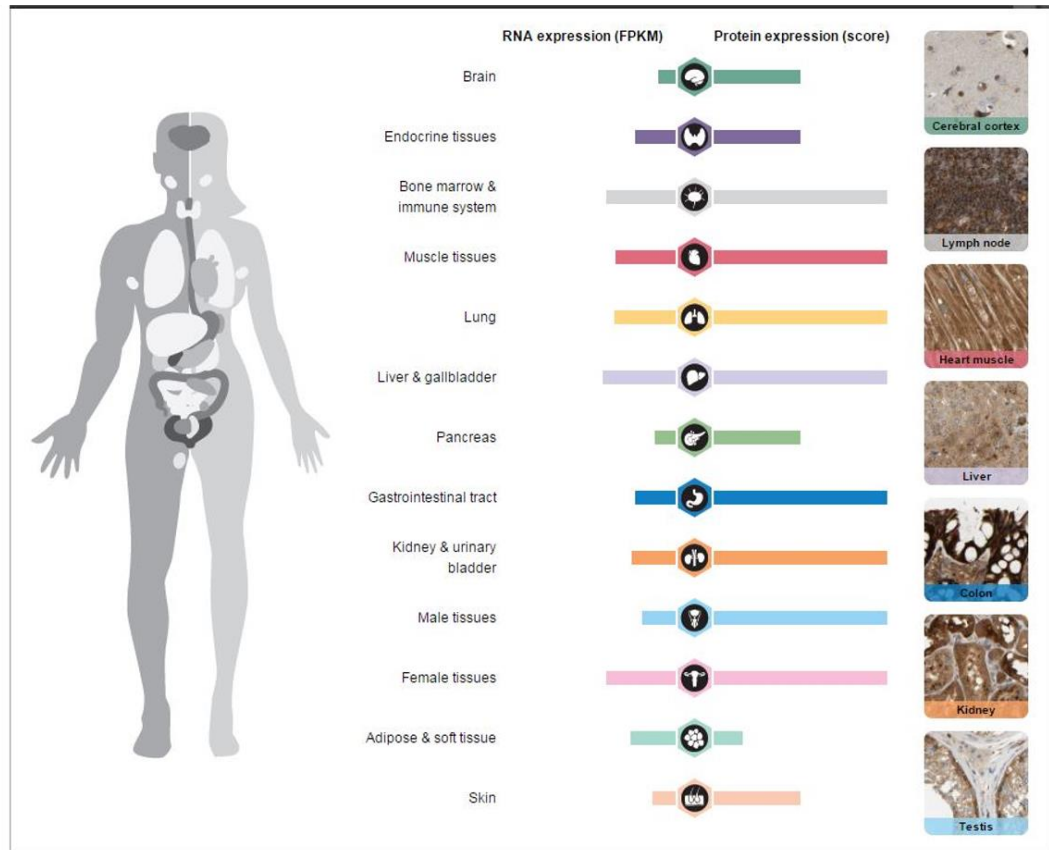 RNA expression (FPKM) Protein expression (score)
Brain
Endocrine tissues
Bone marrow &
immune system
Muscle tissues
Lung
Liver & gallbladder
Pancreas
Gastrointestinal tract
Kidney & urinary
bladder
Male tissues
Female tissues
Adipose & soft tissue
Skin
Cerebral cortex
Lymph node
Heart muscle
Liver
Colon
Kidney
Testis